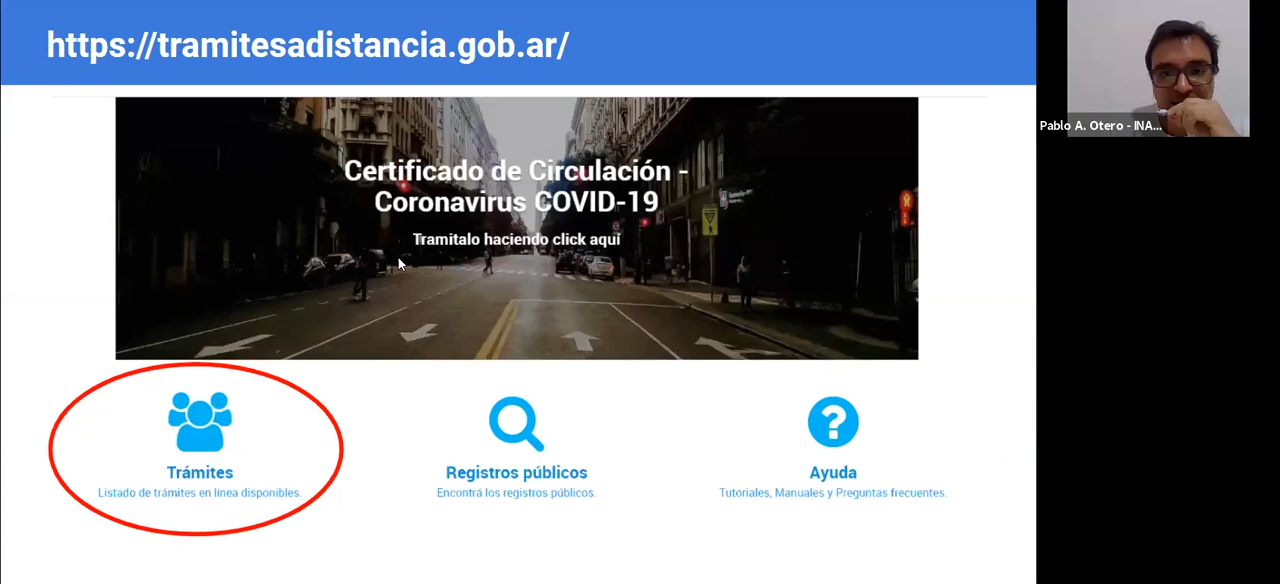 https://tramitesadistancia.gob.ar/
Certificado de Circulación -
Coronavirus COVID-19
Tramitalo haciendo click aquí
Trámites
Listado de trámites en línea disponibles.
Registros públicos
Encontrá los registros públicos.
Ayuda
Tutoriales, Manuales y Preguntas frecuentes.
Pablo A. Otero - INA...